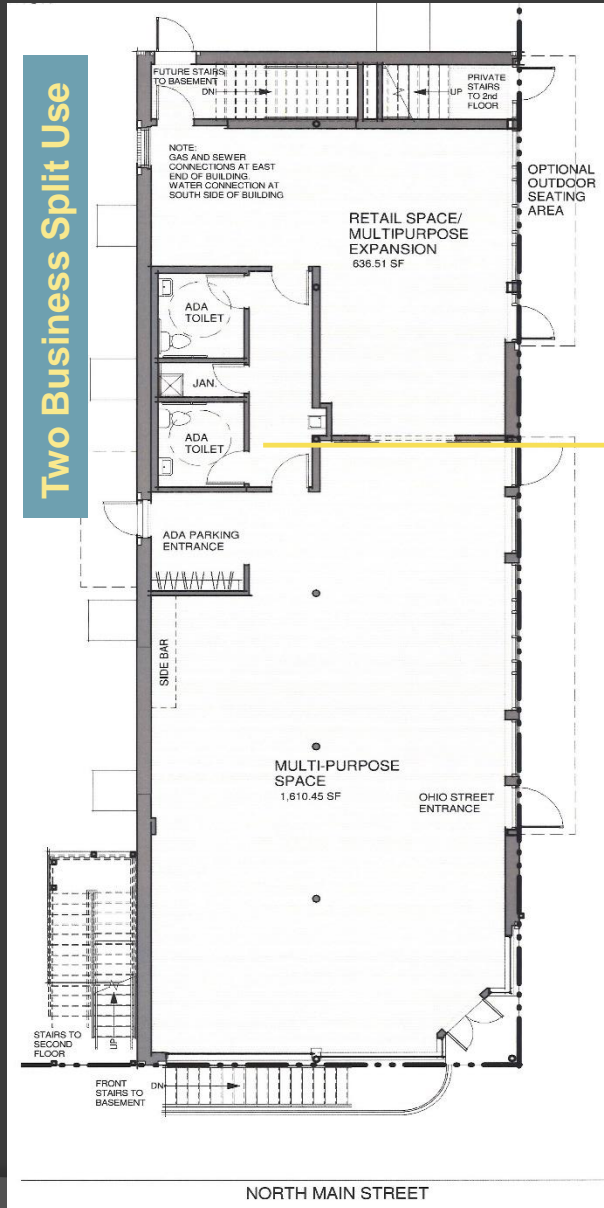 Two Business Split Use
FUTURE STAIRS
TO BASEMENT
DN
UP
PRIVATE
STAIRS
TO 2nd
FLOOR
NOTE:
GAS AND SEWER
CONNECTIONS AT EAST
END OF BUILDING.
WATER CONNECTION AT
SOUTH SIDE OF BUILDING
OPTIONAL
OUTDOOR
SEATING
AREA
RETAIL SPACE/
MULTIPURPOSE
EXPANSION
636.51 SF
ADA
TOILET
JAN.
ADA
TOILET
ADA PARKING
ENTRANCE
SIDE BAR
MULTI-PURPOSE
SPACE
1,610.45 SF
OHIO STREET
ENTRANCE
STAIRS TO
SECOND
FLOOR
UP
FRONT
STAIRS TO
BASEMENT
DN
NORTH MAIN STREET